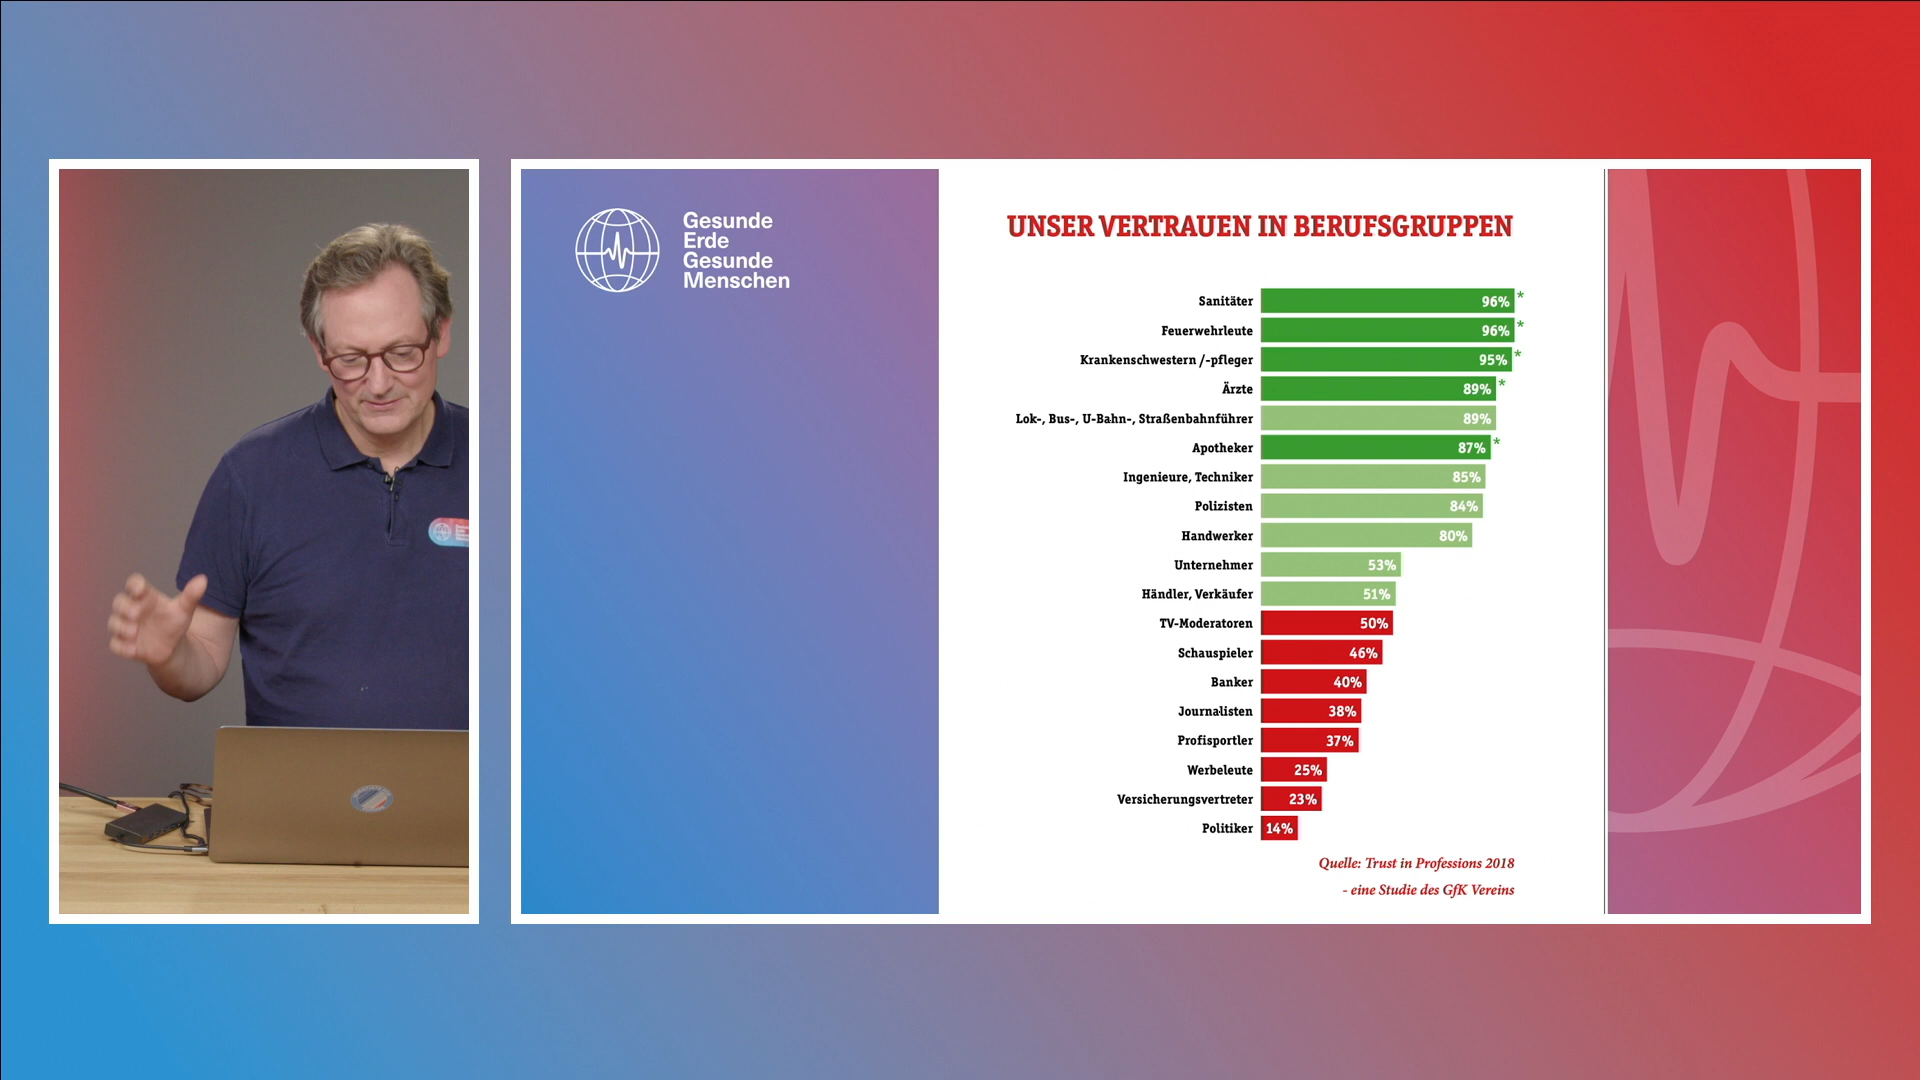 Gesunde
Erde
Gesunde
Menschen
UNSER VERTRAUEN IN BERUFSGRUPPEN
Sanitäter 96% *
Feuerwehrleute 96% *
Krankenschwestern /-pfleger 95% *
Ärzte 89% *
Lok-, Bus-, U-Bahn-, Straßenbahnführer 89%
Apotheker 87% *
Ingenieure, Techniker 85%
Polizisten 84%
Handwerker 80%
Unternehmer 53%
Händler, Verkäufer 51%
TV-Moderatoren 50%
Schauspieler 46%
Banker 40%
Journalisten 38%
Profisportler 37%
Werbeleute 25%
Versicherungsvertreter 23%
Politiker 14%
Quelle: Trust in Professions 2018
- eine Studie des GfK Vereins